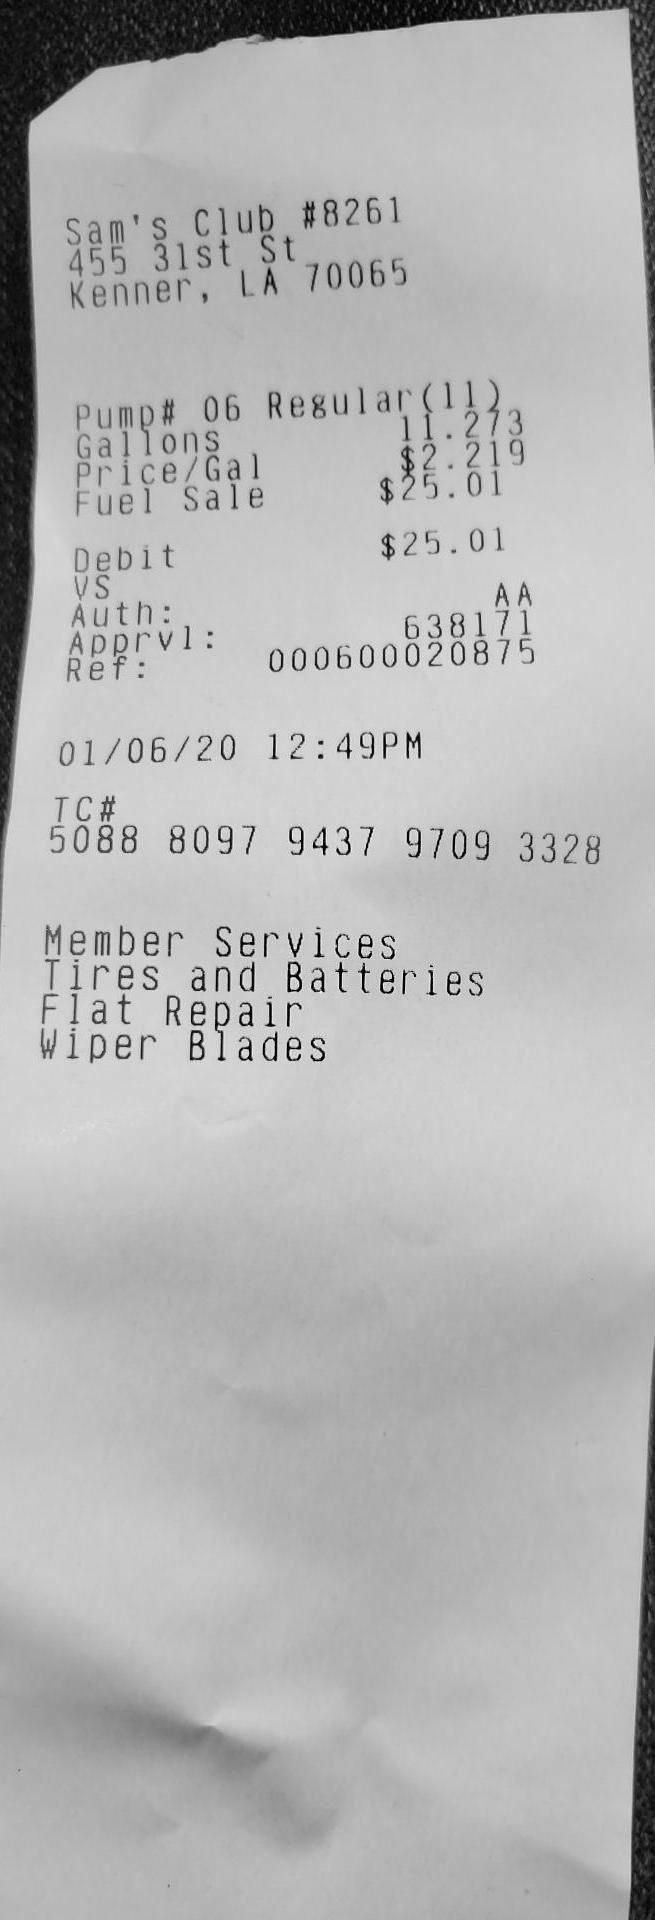 Sam's Club #8261
455 31st St
Kenner, LA 70065
Pump# 06 Regular(11)
Gallons 11.273
Price/Gal $2.219
Fuel Sale $25.01
Debit $25.01
VS
Auth: AA
Apprvl: 638171
Ref: 000600020875
01/06/20 12:49PM
TC#
5088 8097 9437 9709 3328
Member Services
Tires and Batteries
Flat Repair
Wiper Blades